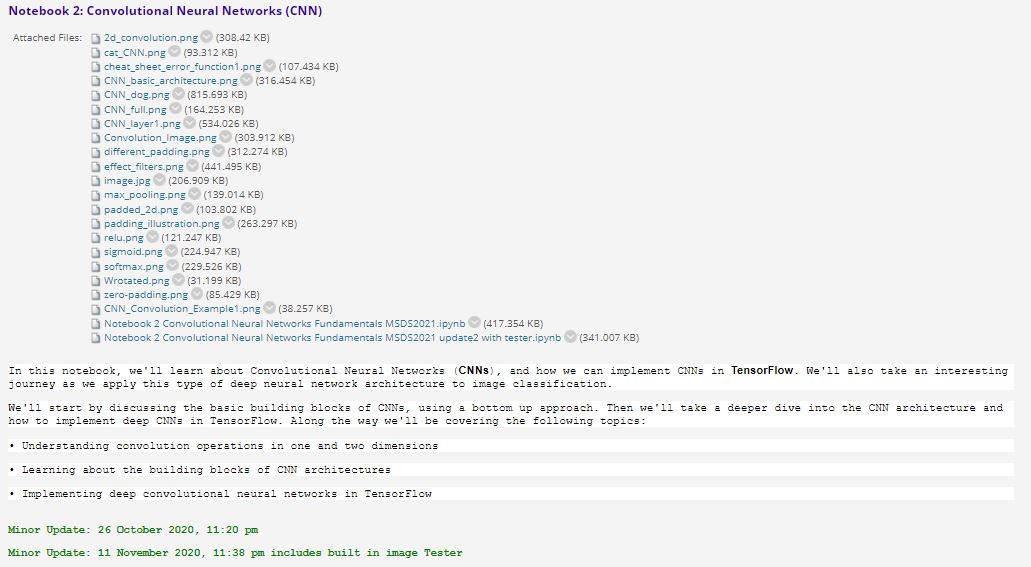 Notebook 2: Convolutional Neural Networks (CNN)
Attached Files: 2d_convolution.png (308.42 KB)
cat_CNN.png (93.312 KB)
cheat_sheet_error_function1.png (107.434 KB)
CNN_basic_architecture.png (316.454 KB)
CNN_dog.png (815.693 KB)
CNN_full.png (164.253 KB)
CNN_layer1.png (534.026 KB)
Convolution_Image.png (303.912 KB)
different_padding.png (312.274 KB)
effect_filters.png (441.495 KB)
image.jpg (206.909 KB)
max_pooling.png (139.014 KB)
padded_2d.png (103.802 KB)
padding_illustration.png (263.297 KB)
relu.png (121.247 KB)
sigmoid.png (224.947 KB)
softmax.png (229.526 KB)
Wrotated.png (31.199 KB)
zero-padding.png (85.429 KB)
CNN_Convolution_Example1.png (38.257 KB)
Notebook 2 Convolutional Neural Networks Fundamentals MSDS2021.ipynb (417.354 KB)
Notebook 2 Convolutional Neural Networks Fundamentals MSDS2021 update2 with tester.ipynb (341.007 KB)
In this notebook, we'll learn about Convolutional Neural Networks (CNNs), and how we can implement CNNs in TensorFlow. We'll also take an interesting
journey as we apply this type of deep neural network architecture to image classification.
We'll start by discussing the basic building blocks of CNNs, using a bottom up approach. Then we'll take a deeper dive into the CNN architecture and
how to implement deep CNNs in TensorFlow. Along the way we'll be covering the following topics:
• Understanding convolution operations in one and two dimensions
• Learning about the building blocks of CNN architectures
• Implementing deep convolutional neural networks in TensorFlow
Minor Update: 26 October 2020, 11:20 pm
Minor Update: 11 November 2020, 11:38 pm includes built in image Tester